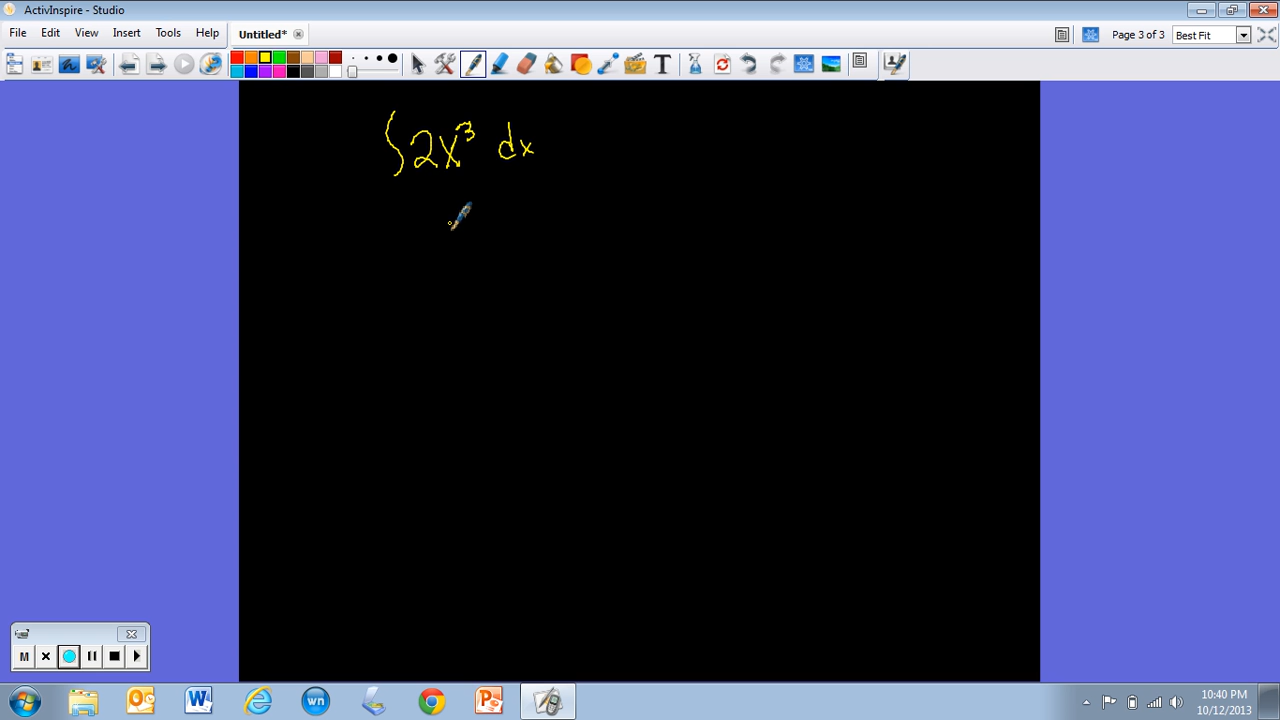 ActivInspire - Studio
File Edit View Insert Tools Help Untitled* Page 3 of 3 Best Fit
T
∫2x³ dx
M
W wn P
10:40 PM
10/12/2013